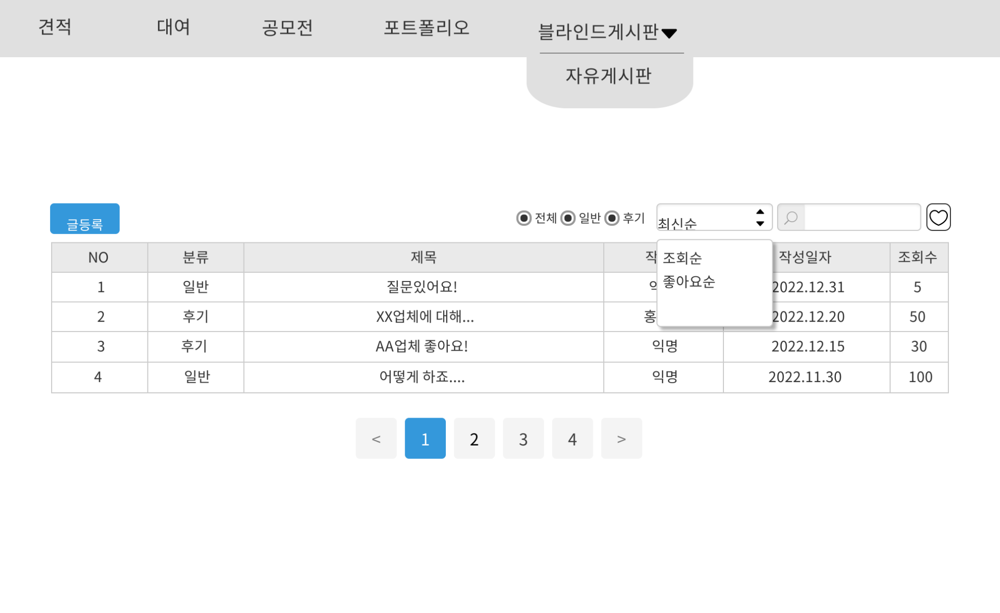 견적 대여 공모전 포트폴리오 블라인드게시판
자유게시판
글등록 전체 일반 후기 최신순
조회순
좋아요순
NO 분류 제목 작성일자 조회수
1 일반 질문있어요! 2022.12.31 5
2 후기 XX업체에 대해... 2022.12.20 50
3 후기 AA업체 좋아요! 익명 2022.12.15 30
4 일반 어떻게 하죠.... 익명 2022.11.30 100
< 1 2 3 4 >